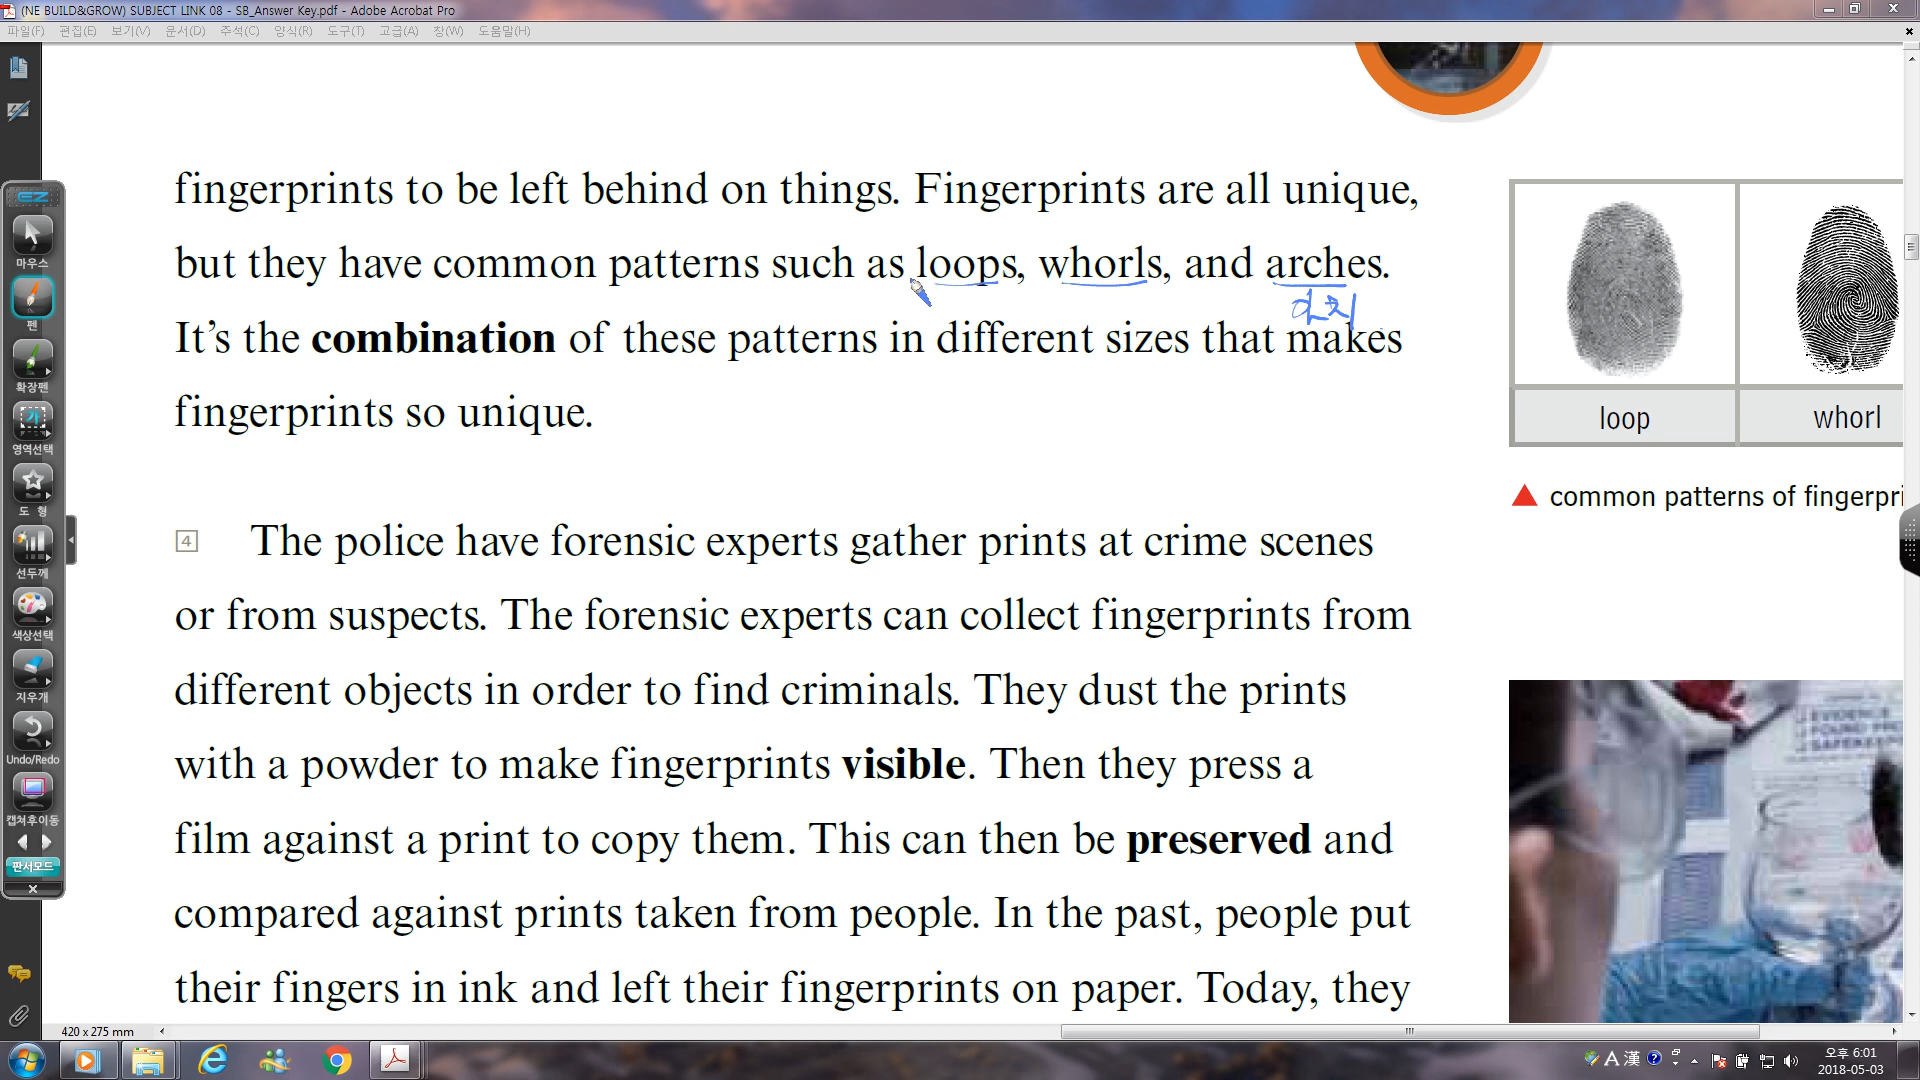 (NE BUILD&GROW) SUBJECT LINK 08 - SB_Answer Key.pdf - Adobe Acrobat Pro
파일(F) 편집(E) 보기(V) 문서(D) 주석(C) 양식(R) 도구(T) 고급(A) 창(W) 도움말(H)
fingerprints to be left behind on things. Fingerprints are all unique,
but they have common patterns such as loops, whorls, and arches.
아치
It’s the combination of these patterns in different sizes that makes
fingerprints so unique.
4 The police have forensic experts gather prints at crime scenes
or from suspects. The forensic experts can collect fingerprints from
different objects in order to find criminals. They dust the prints
with a powder to make fingerprints visible. Then they press a
film against a print to copy them. This can then be preserved and
compared against prints taken from people. In the past, people put
their fingers in ink and left their fingerprints on paper. Today, they
loop whorl
▲ common patterns of fingerpri
EVIDENCE
EZ
마우스
펜
확장펜
영역선택
도 형
선두께
색상선택
지우개
Undo/Redo
캡쳐후이동
판서모드
420 x 275 mm
A 漢
오후 6:01
2018-05-03